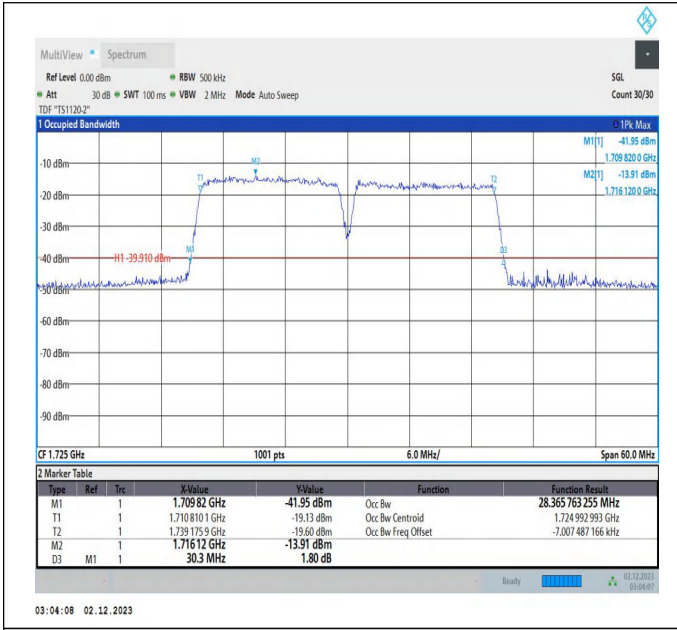 MultiView Spectrum
Ref Level 0.00 dBm RBW 500 kHz SGL
Att 30 dB SWT 100 ms VBW 2 MHz Mode Auto Sweep Count 30/30
TDF "TS1120-2"
1 Occupied Bandwidth 1Pk Max
M1[1] -41.95 dBm
1.709 820 0 GHz
M2[1] -13.91 dBm
1.716 120 0 GHz
-10 dBm
M2
T1 T2
-20 dBm
-30 dBm
M1 D3
-40 dBm H1 -39.910 dBm
-50 dBm
-60 dBm
-70 dBm
-80 dBm
-90 dBm
CF 1.725 GHz 1001 pts 6.0 MHz/ Span 60.0 MHz
2 Marker Table
Type Ref Trc X-Value Y-Value Function Function Result
M1 1 1.709 82 GHz -41.95 dBm Occ Bw 28.365 763 255 MHz
T1 1 1.710 810 1 GHz -19.13 dBm Occ Bw Centroid 1.724 992 993 GHz
T2 1 1.739 175 9 GHz -19.60 dBm Occ Bw Freq Offset -7.007 487 166 kHz
M2 1 1.716 12 GHz -13.91 dBm
D3 M1 1 30.3 MHz 1.80 dB
Ready 02.12.2023
03:04:07
03:04:08 02.12.2023